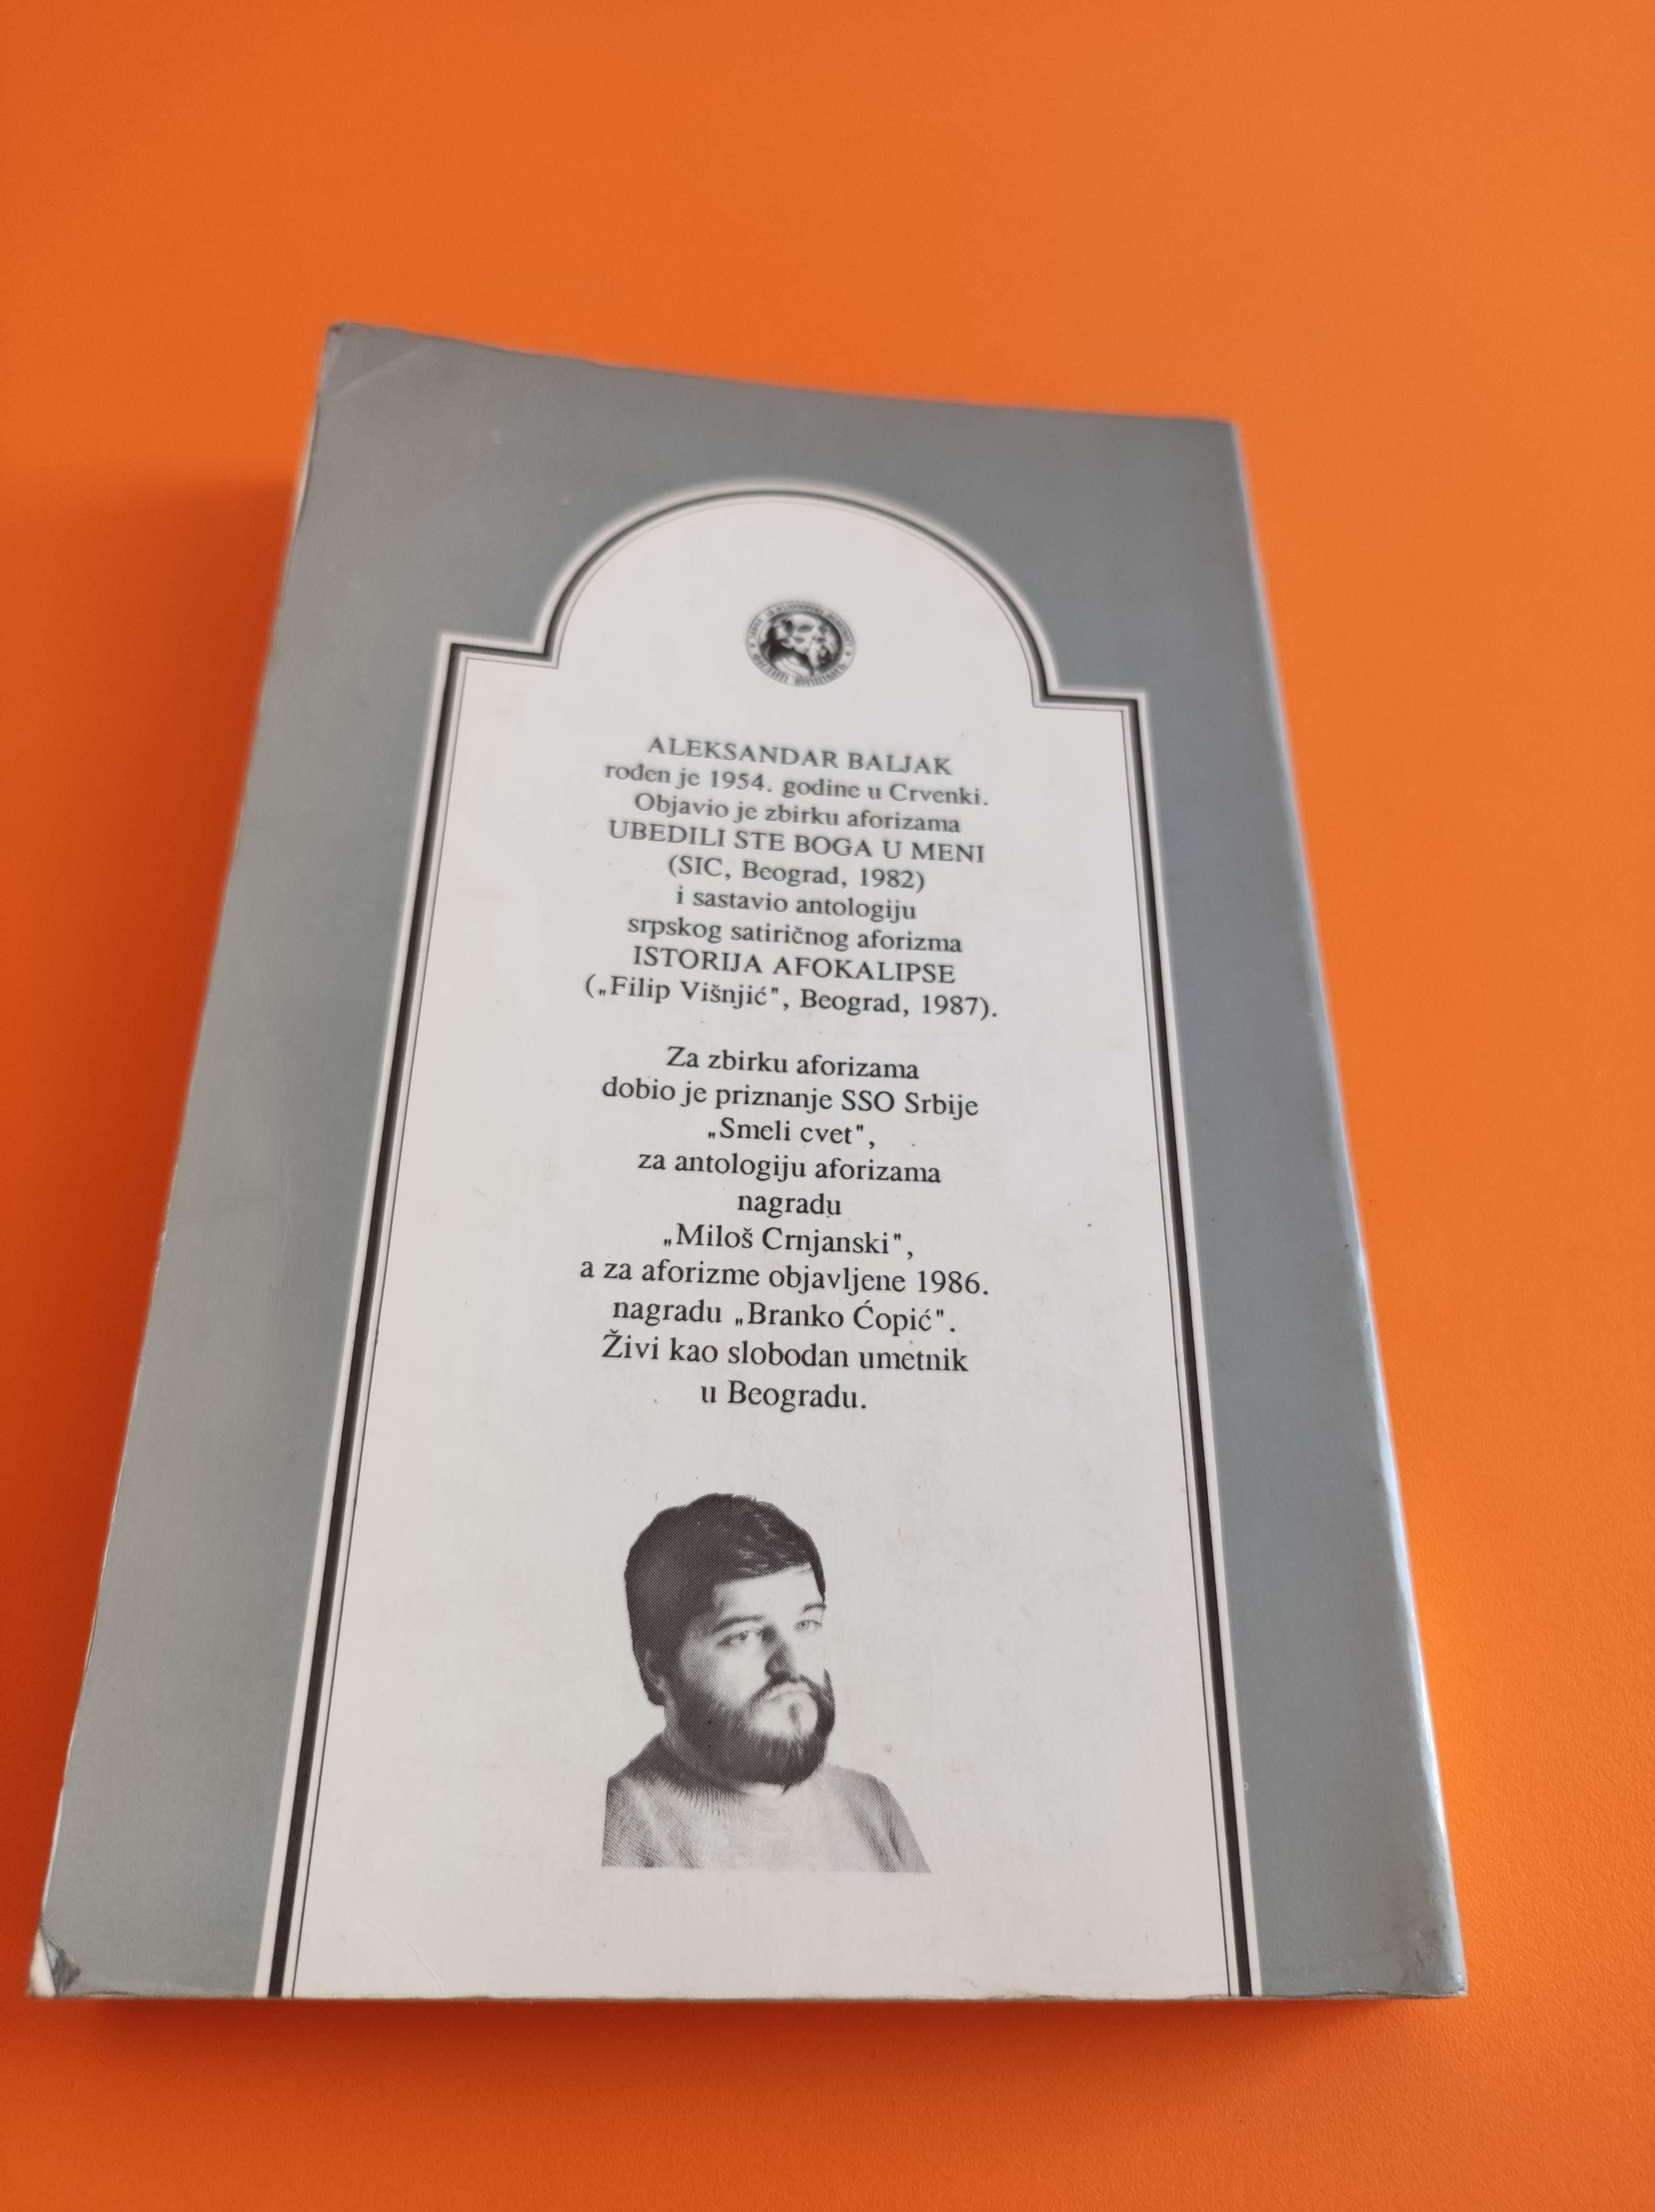 ALEKSANDAR BALJAK
rođen je 1954. godine u Crvenki.
Objavio je zbirku aforizama
UBEDILI STE BOGA U MENI
(SIC, Beograd, 1982)
i sastavio antologiju
srpskog satiričnog aforizma
ISTORIJA AFOKALIPSE
(„Filip Višnjić", Beograd, 1987).
Za zbirku aforizama
dobio je priznanje SSO Srbije
„Smeli cvet",
za antologiju aforizama
nagradu
„Miloš Crnjanski",
a za aforizme objavljene 1986.
nagradu „Branko Ćopić".
Živi kao slobodan umetnik
u Beogradu.